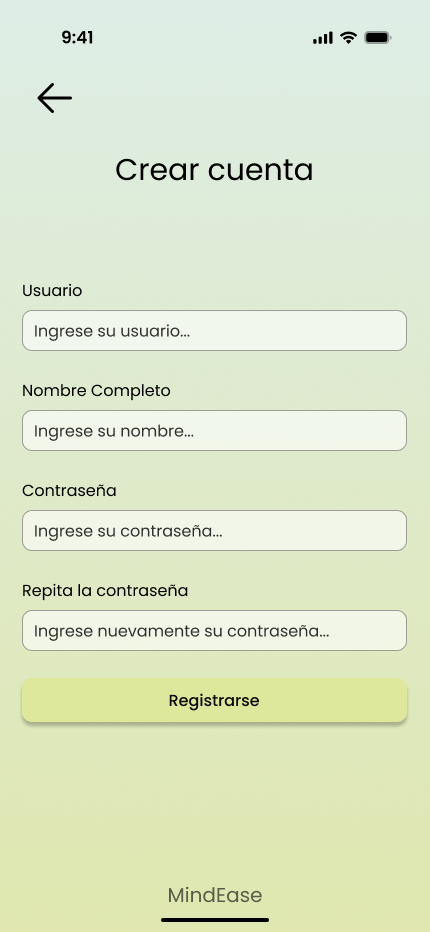 9:41
Crear cuenta
Usuario
Ingrese su usuario...
Nombre Completo
Ingrese su nombre...
Contraseña
Ingrese su contraseña...
Repita la contraseña
Ingrese nuevamente su contraseña...
Registrarse
MindEase